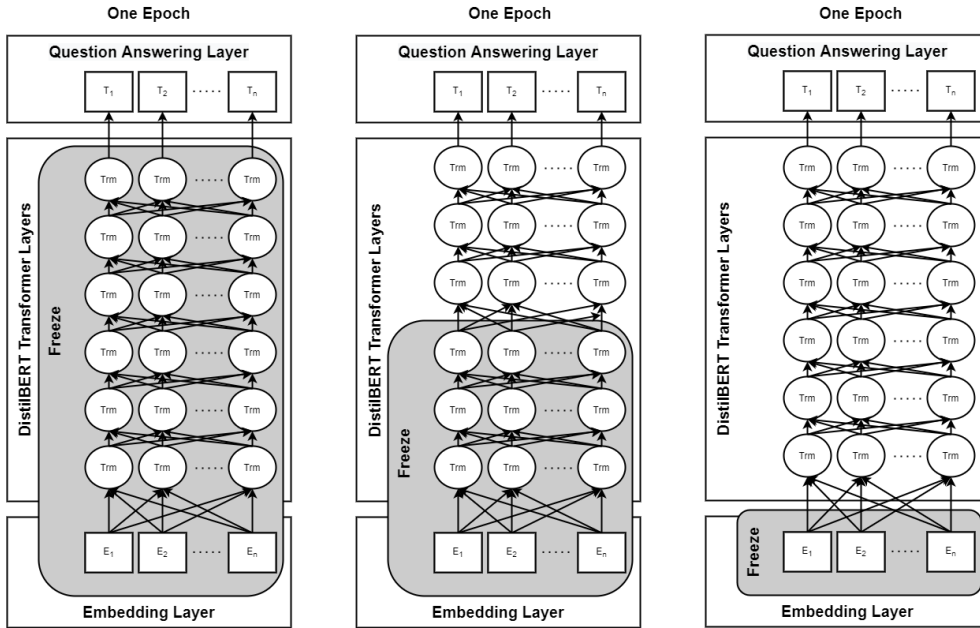 One Epoch
Question Answering Layer
T1 T2 ..... Tn
DistilBERT Transformer Layers
Freeze
Trm Trm ..... Trm
Trm Trm ..... Trm
Trm Trm ..... Trm
Trm Trm ..... Trm
Trm Trm ..... Trm
Trm Trm ..... Trm
E1 E2 ..... En
Embedding Layer
One Epoch
Question Answering Layer
T1 T2 ..... Tn
DistilBERT Transformer Layers
Trm Trm ..... Trm
Trm Trm ..... Trm
Trm Trm ..... Trm
Freeze
Trm Trm ..... Trm
Trm Trm ..... Trm
Trm Trm ..... Trm
E1 E2 ..... En
Embedding Layer
One Epoch
Question Answering Layer
T1 T2 ..... Tn
DistilBERT Transformer Layers
Trm Trm ..... Trm
Trm Trm ..... Trm
Trm Trm ..... Trm
Trm Trm ..... Trm
Trm Trm ..... Trm
Trm Trm ..... Trm
Freeze
E1 E2 ..... En
Embedding Layer